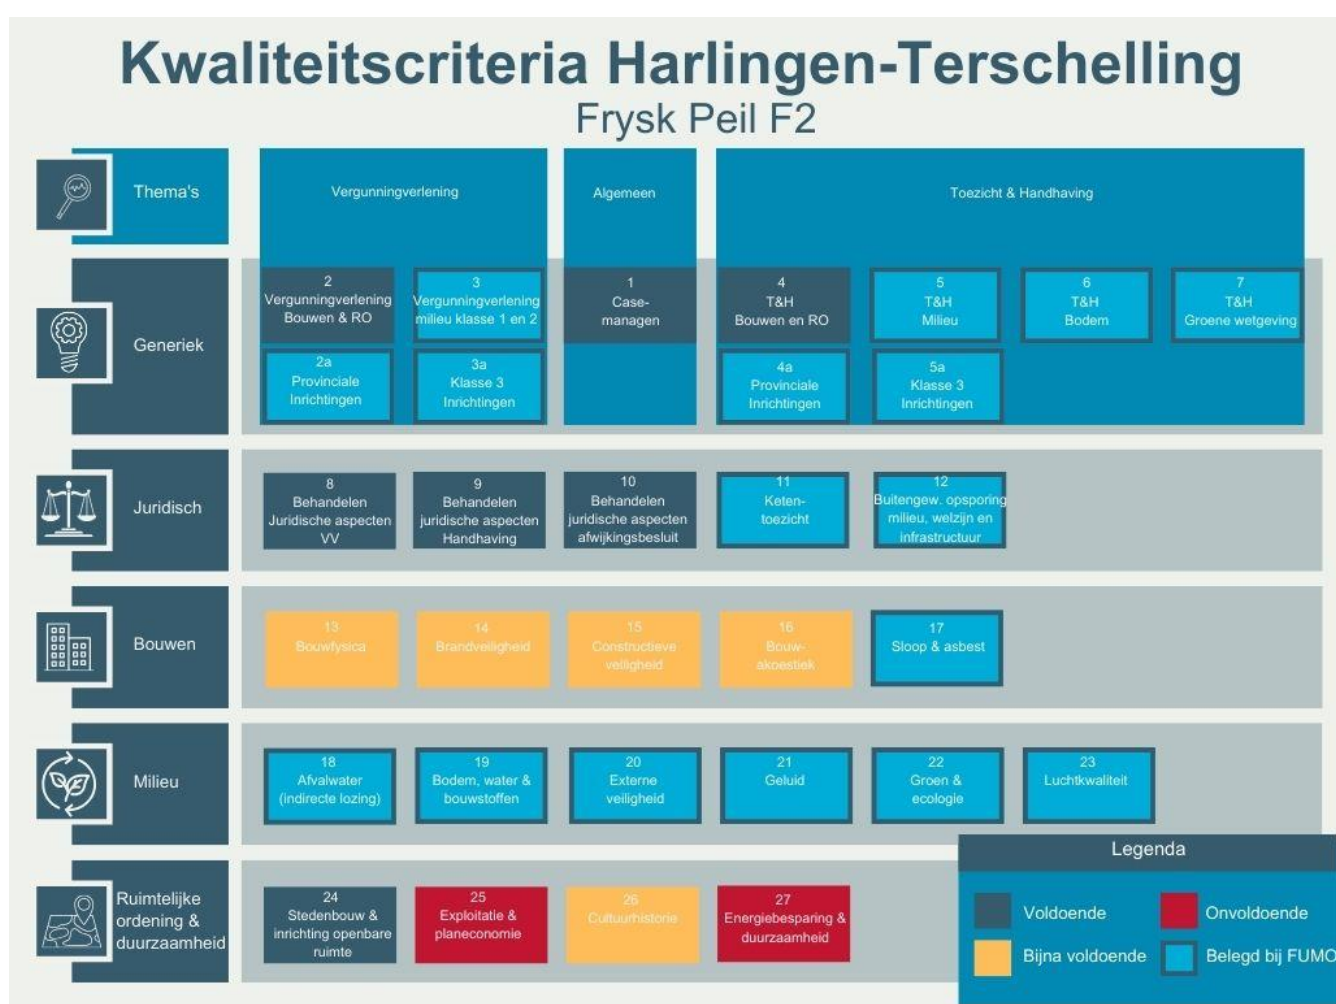 Kwaliteitscriteria Harlingen-Terschelling
Frysk Peil F2
Thema's
Vergunningverlening
Algemeen
Toezicht & Handhaving
Generiek
2
Vergunningverlening
Bouwen & RO
3
Vergunningverlening
milieu klasse 1 en 2
1
Case-
managen
4
T&H
Bouwen en RO
5
T&H
Milieu
6
T&H
Bodem
7
T&H
Groene wetgeving
2a
Provinciale
Inrichtingen
3a
Klasse 3
Inrichtingen
4a
Provinciale
Inrichtingen
5a
Klasse 3
Inrichtingen
Juridisch
8
Behandelen
Juridische aspecten
VV
9
Behandelen
juridische aspecten
Handhaving
10
Behandelen
juridische aspecten
afwijkingsbesluit
11
Keten-
toezicht
12
Buitengew. opsporing
milieu, welzijn en
infrastructuur
Bouwen
13
Bouwfysica
14
Brandveiligheid
15
Constructieve
veiligheid
16
Bouw-
akoestiek
17
Sloop & asbest
Milieu
18
Afvalwater
(indirecte lozing)
19
Bodem, water &
bouwstoffen
20
Externe
veiligheid
21
Geluid
22
Groen &
ecologie
23
Luchtkwaliteit
Ruimtelijke
ordening &
duurzaamheid
24
Stedenbouw &
inrichting openbare
ruimte
25
Exploitatie &
planeconomie
26
Cultuurhistorie
27
Energiebesparing &
duurzaamheid
Legenda
Voldoende
Onvoldoende
Bijna voldoende
Belegd bij FUMO